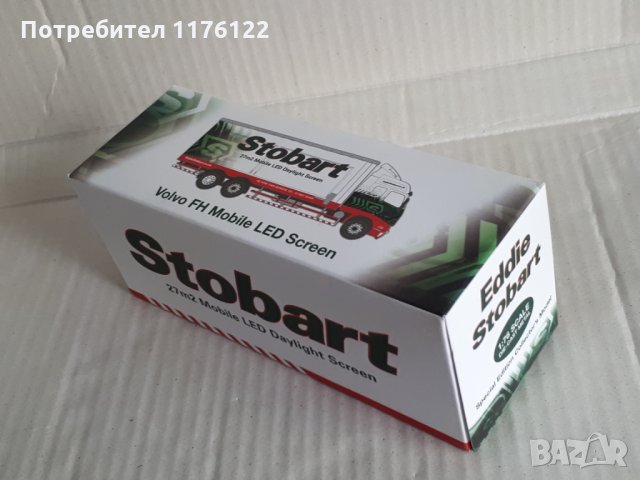 Потребител 1176122
Stobart
27m2 Mobile LED Daylight Screen
Volvo FH Mobile LED Screen
Stobart
27m2 Mobile LED Daylight Screen
Eddie
Stobart
1:76 SCALE
Special Edition Collector's Model
BAZAR